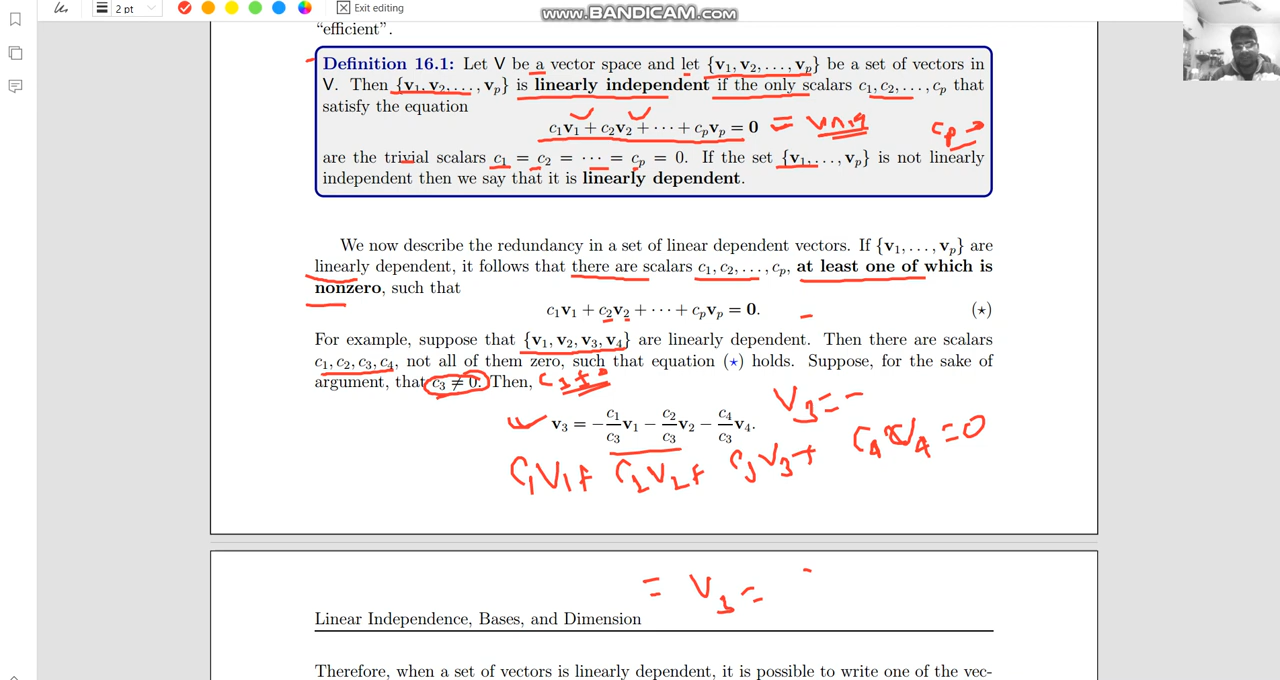 2 pt
Exit editing
www.BANDICAM.com
"efficient".
Definition 16.1: Let V be a vector space and let {v₁, v₂, . . . , vₚ} be a set of vectors in
V. Then {v₁, v₂, . . . , vₚ} is linearly independent if the only scalars c₁, c₂, . . . , cₚ that
satisfy the equation
c₁v₁ + c₂v₂ + · · · + cₚvₚ = 0 =
cₚ
are the trivial scalars c₁ = c₂ = · · · = cₚ = 0. If the set {v₁, . . . , vₚ} is not linearly
independent then we say that it is linearly dependent.
We now describe the redundancy in a set of linear dependent vectors. If {v₁, . . . , vₚ} are
linearly dependent, it follows that there are scalars c₁, c₂, . . . , cₚ, at least one of which is
nonzero, such that
c₁v₁ + c₂v₂ + · · · + cₚvₚ = 0. (⋆)
For example, suppose that {v₁, v₂, v₃, v₄} are linearly dependent. Then there are scalars
c₁, c₂, c₃, c₄, not all of them zero, such that equation (⋆) holds. Suppose, for the sake of
argument, that c₃ ≠ 0. Then, c₃ ≠ 0
v₃ = −c₁/c₃ v₁ − c₂/c₃ v₂ − c₄/c₃ v₄. V₃ = -
C₁V₁ + C₂V₂ + C₃V₃ + C₄V₄ = 0
= V₃ =
Linear Independence, Bases, and Dimension
Therefore, when a set of vectors is linearly dependent, it is possible to write one of the vec-